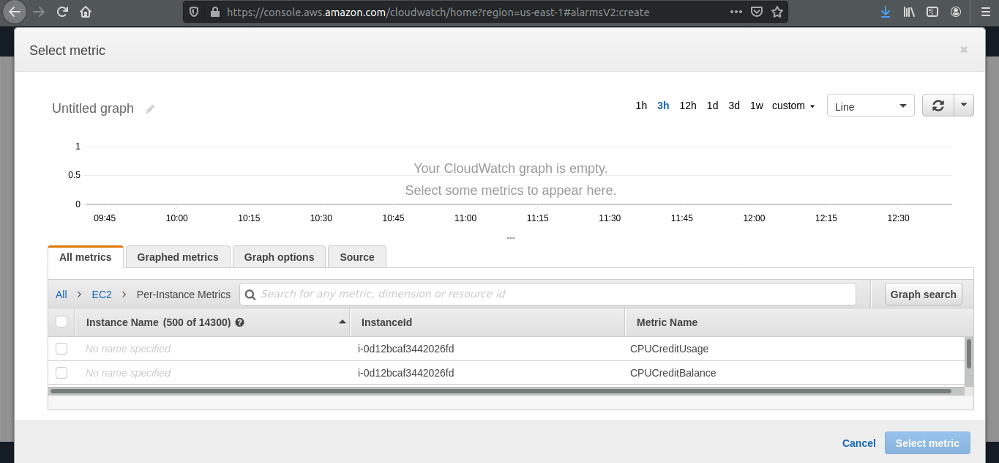 https://console.aws.amazon.com/cloudwatch/home?region=us-east-1#alarmsV2:create
Select metric
Untitled graph
1h 3h 12h 1d 3d 1w custom
Line
1
0.5
0
Your CloudWatch graph is empty.
Select some metrics to appear here.
09:45 10:00 10:15 10:30 10:45 11:00 11:15 11:30 11:45 12:00 12:15 12:30
All metrics Graphed metrics Graph options Source
All > EC2 > Per-Instance Metrics Search for any metric, dimension or resource id Graph search
Instance Name (500 of 14300) InstanceId Metric Name
No name specified i-0d12bcaf3442026fd CPUCreditUsage
No name specified i-0d12bcaf3442026fd CPUCreditBalance
Cancel Select metric